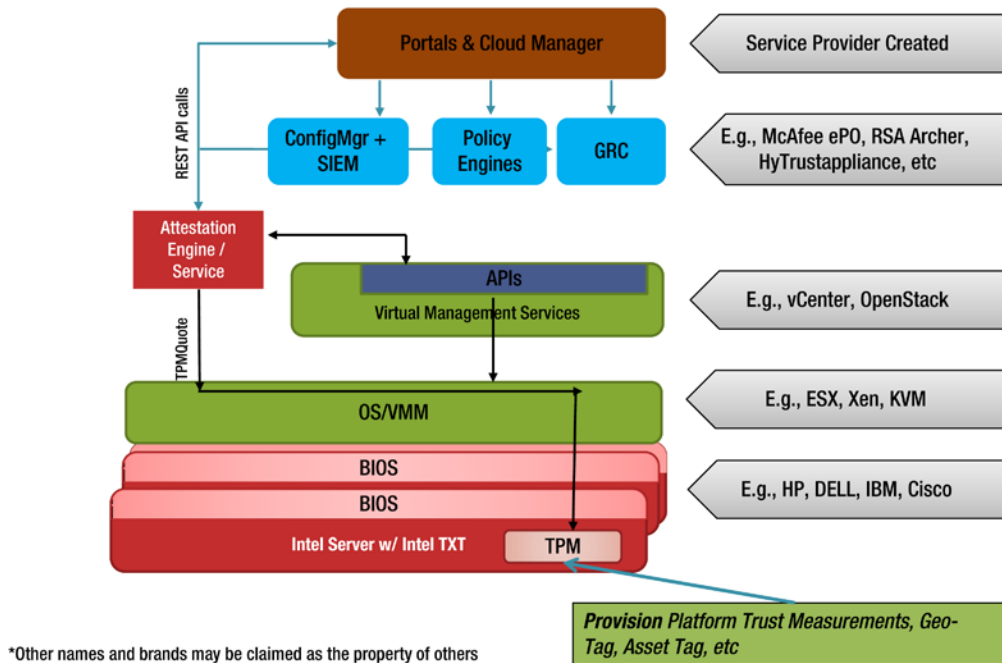 Portals & Cloud Manager
Service Provider Created
REST API calls
ConfigMgr +
SIEM
Policy
Engines
GRC
E.g., McAfee ePO, RSA Archer,
HyTrustappliance, etc
Attestation
Engine /
Service
APIs
Virtual Management Services
E.g., vCenter, OpenStack
TPMQuote
OS/VMM
E.g., ESX, Xen, KVM
BIOS
BIOS
E.g., HP, DELL, IBM, Cisco
Intel Server w/ Intel TXT
TPM
Provision Platform Trust Measurements, Geo-
Tag, Asset Tag, etc
*Other names and brands may be claimed as the property of others